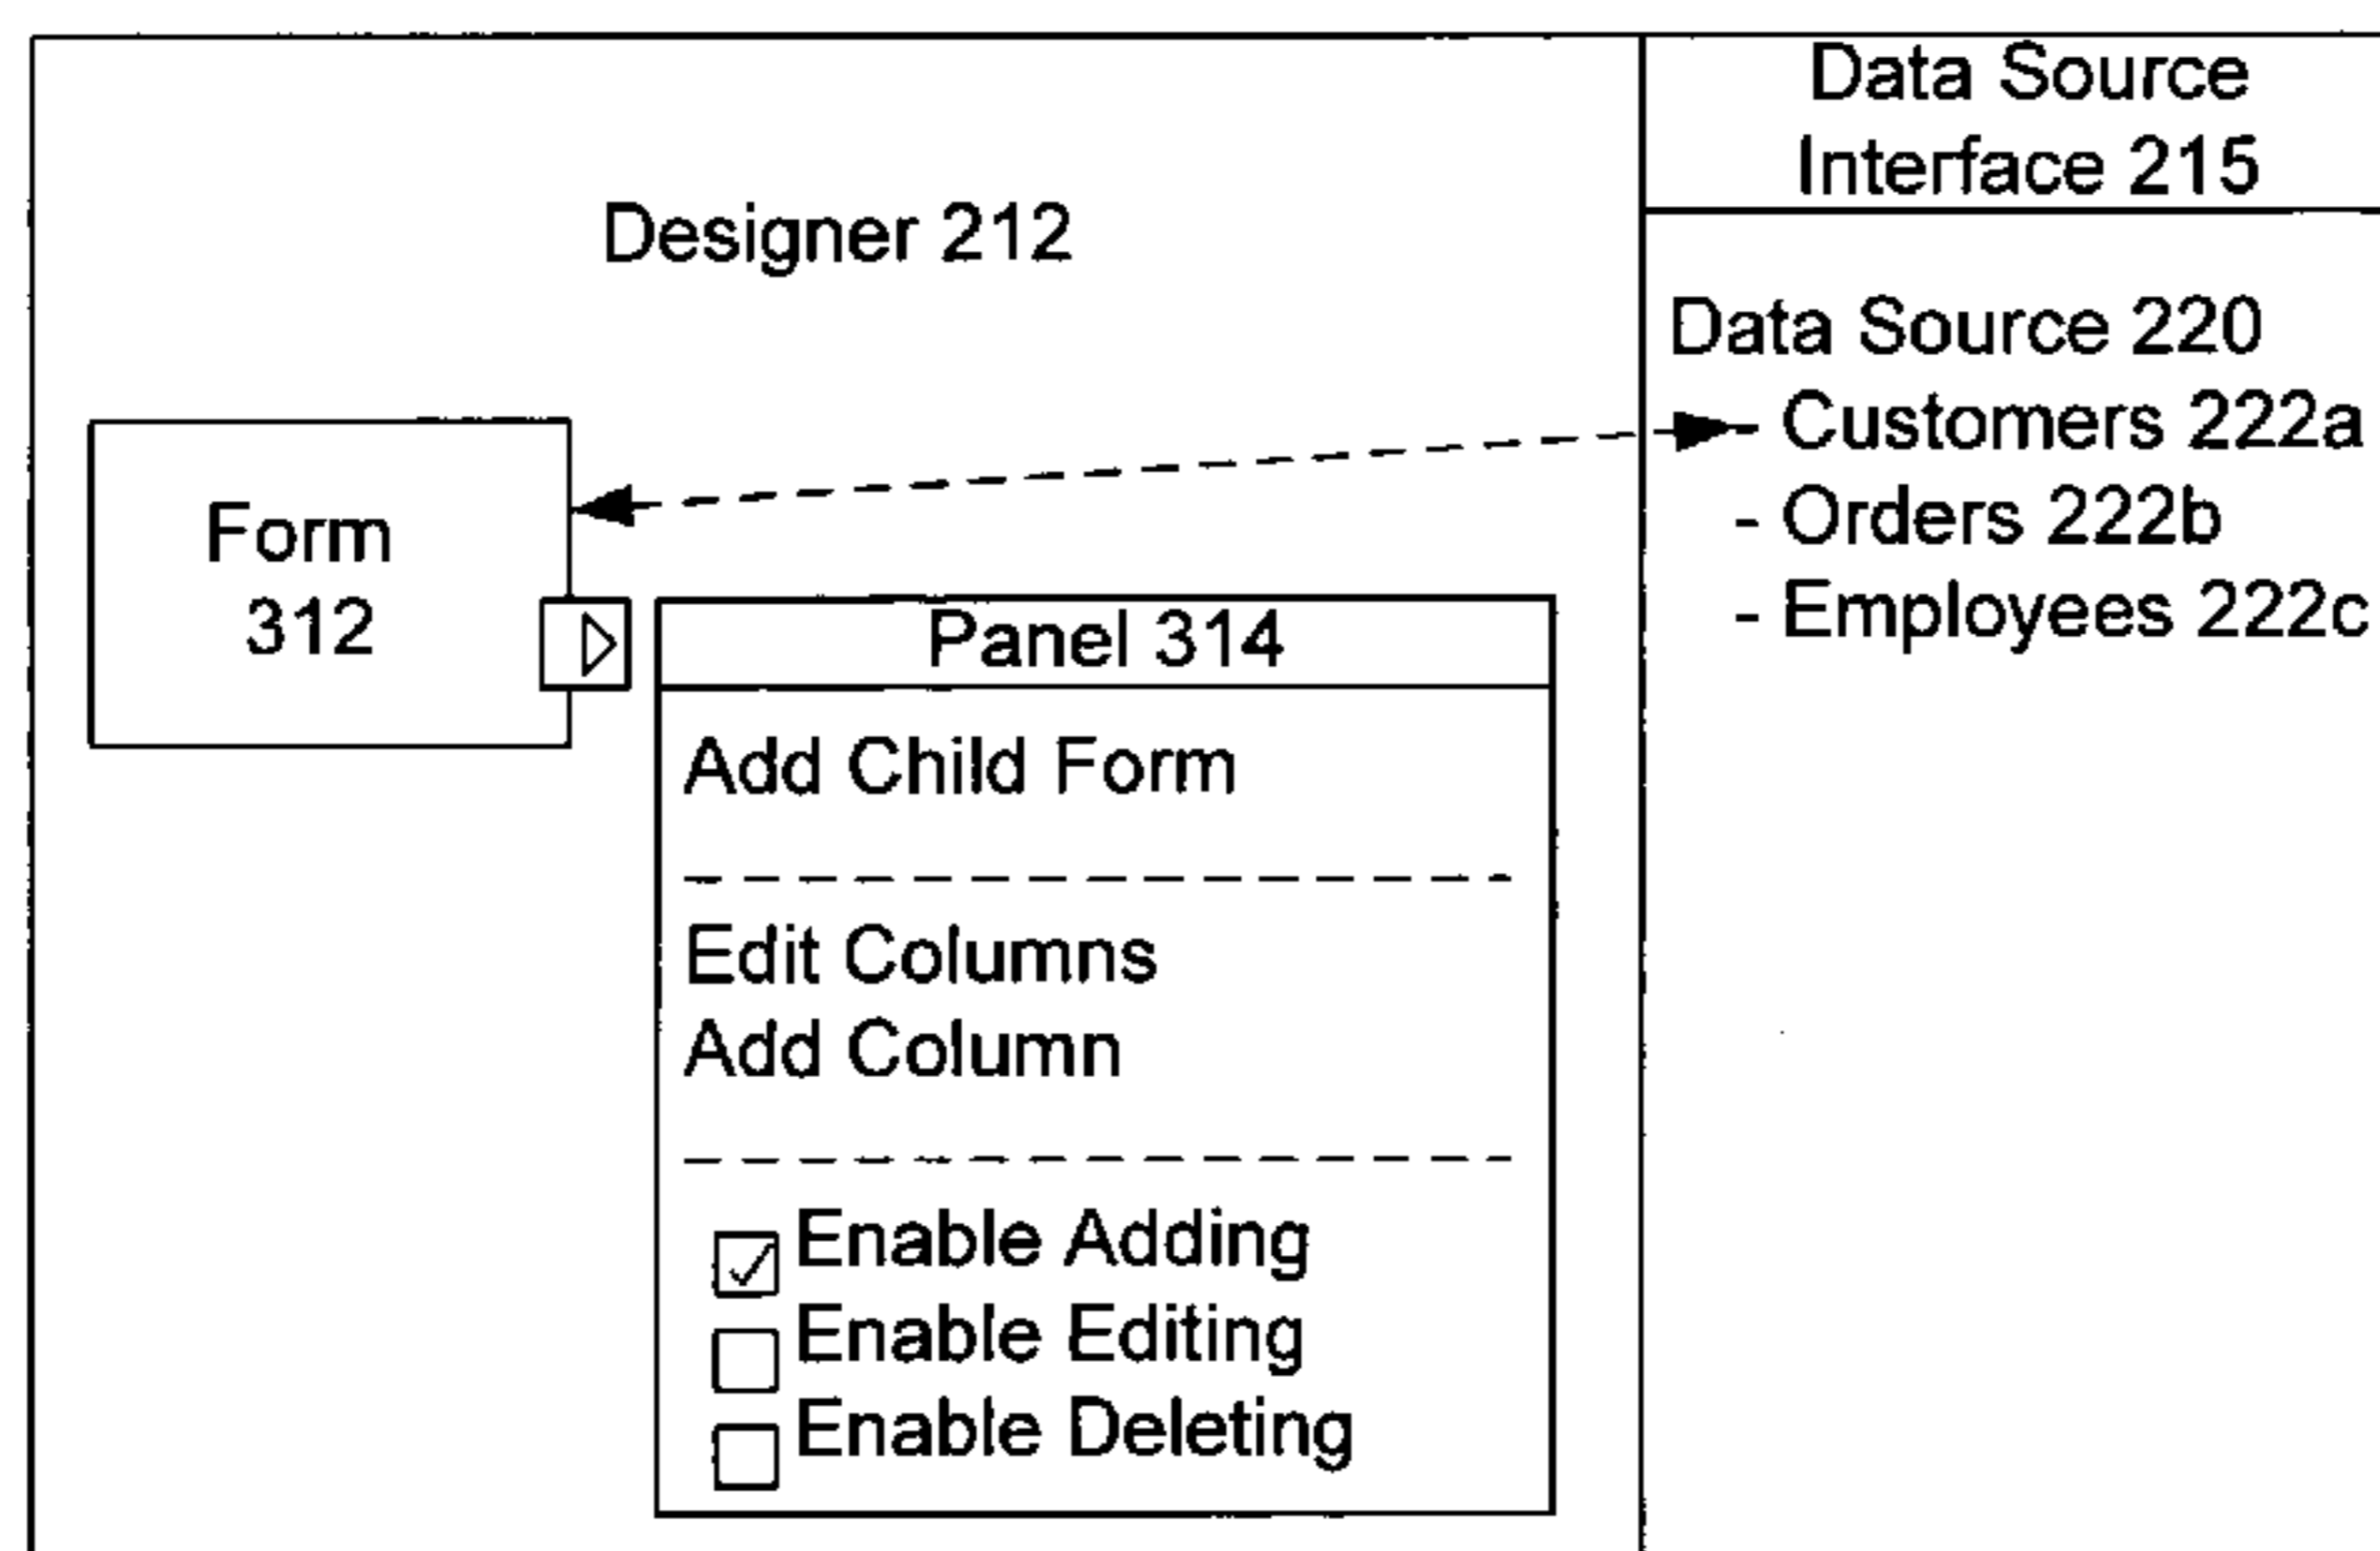 Designer 212
Form
312
Panel 314
Add Child Form
Edit Columns
Add Column
Enable Adding
Enable Editing
Enable Deleting
Data Source
Interface 215
Data Source 220
- Customers 222a
- Orders 222b
- Employees 222c